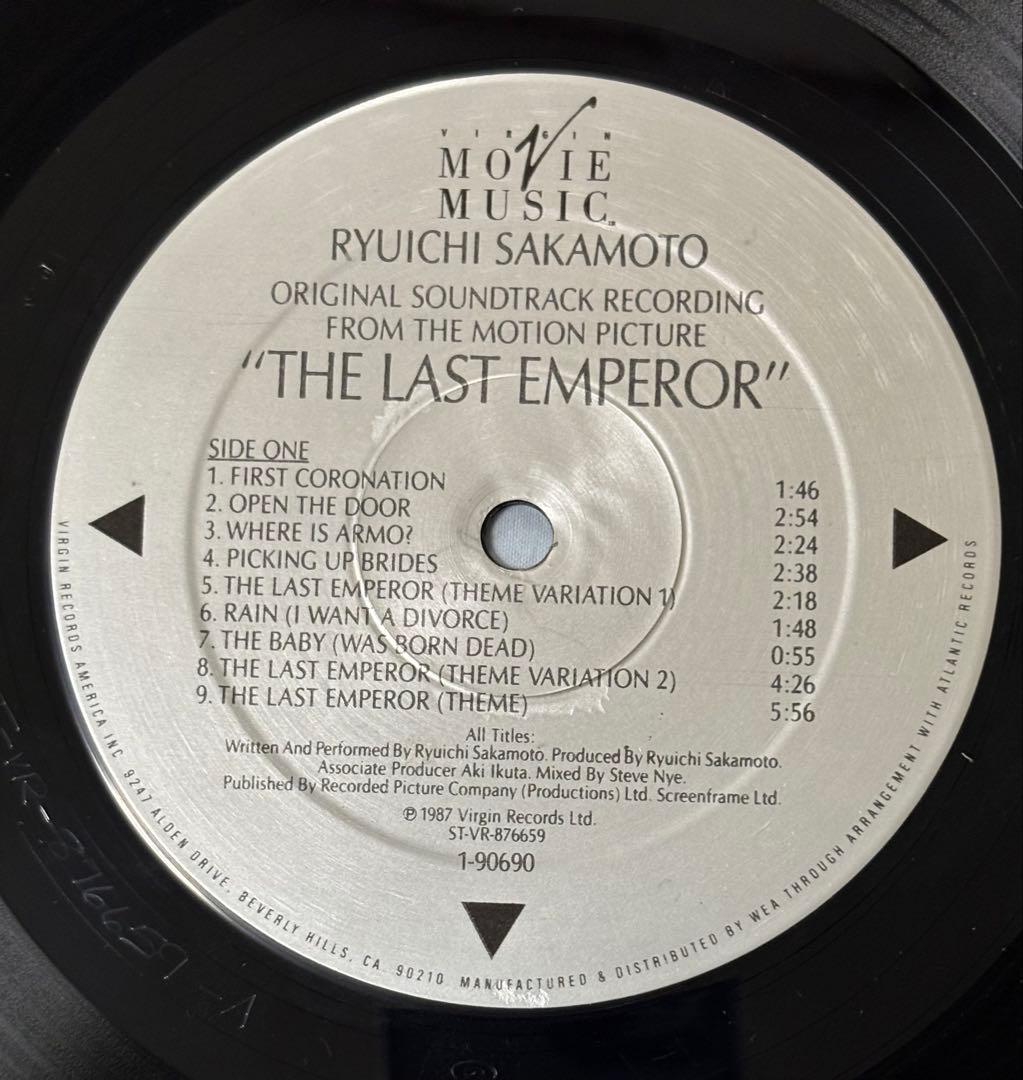 VIRGIN
MOVIE
MUSIC™
RYUICHI SAKAMOTO
ORIGINAL SOUNDTRACK RECORDING
FROM THE MOTION PICTURE
"THE LAST EMPEROR"
SIDE ONE
1. FIRST CORONATION 1:46
2. OPEN THE DOOR 2:54
3. WHERE IS ARMO? 2:24
4. PICKING UP BRIDES 2:38
5. THE LAST EMPEROR (THEME VARIATION 1) 2:18
6. RAIN (I WANT A DIVORCE) 1:48
7. THE BABY (WAS BORN DEAD) 0:55
8. THE LAST EMPEROR (THEME VARIATION 2) 4:26
9. THE LAST EMPEROR (THEME) 5:56
All Titles:
Written And Performed By Ryuichi Sakamoto. Produced By Ryuichi Sakamoto.
Associate Producer Aki Ikuta. Mixed By Steve Nye.
Published By Recorded Picture Company (Productions) Ltd. Screenframe Ltd.
℗ 1987 Virgin Records Ltd.
ST-VR-876659
1-90690
VIRGIN RECORDS AMERICA INC. 9247 ALDEN DRIVE, BEVERLY HILLS, CA. 90210 MANUFACTURED & DISTRIBUTED BY WEA THROUGH ARRANGEMENT WITH ATLANTIC RECORDS